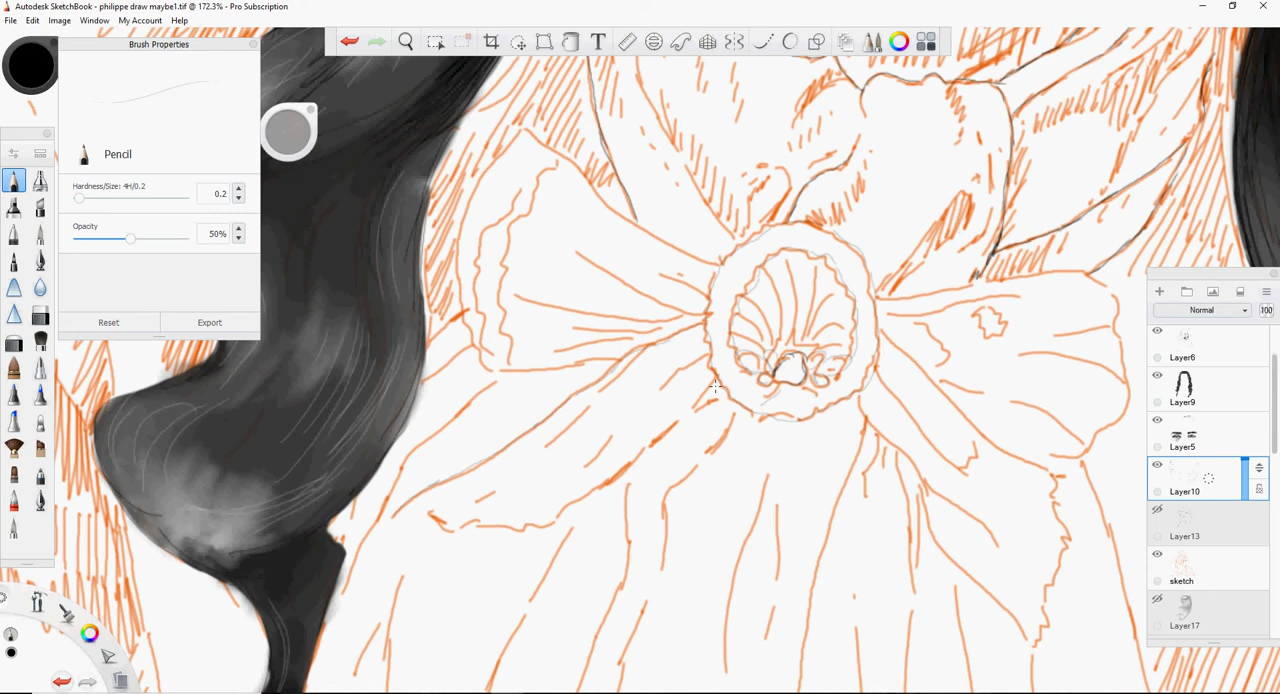 Autodesk SketchBook - philippe draw maybe1.tif @ 172.3% - Pro Subscription
File Edit Image Window My Account Help
Brush Properties
Pencil
Hardness/Size: 4H/0.2
0.2
Opacity
50%
Reset Export
Normal 100
Layer6
Layer9
Layer5
Layer10
Layer13
sketch
Layer17